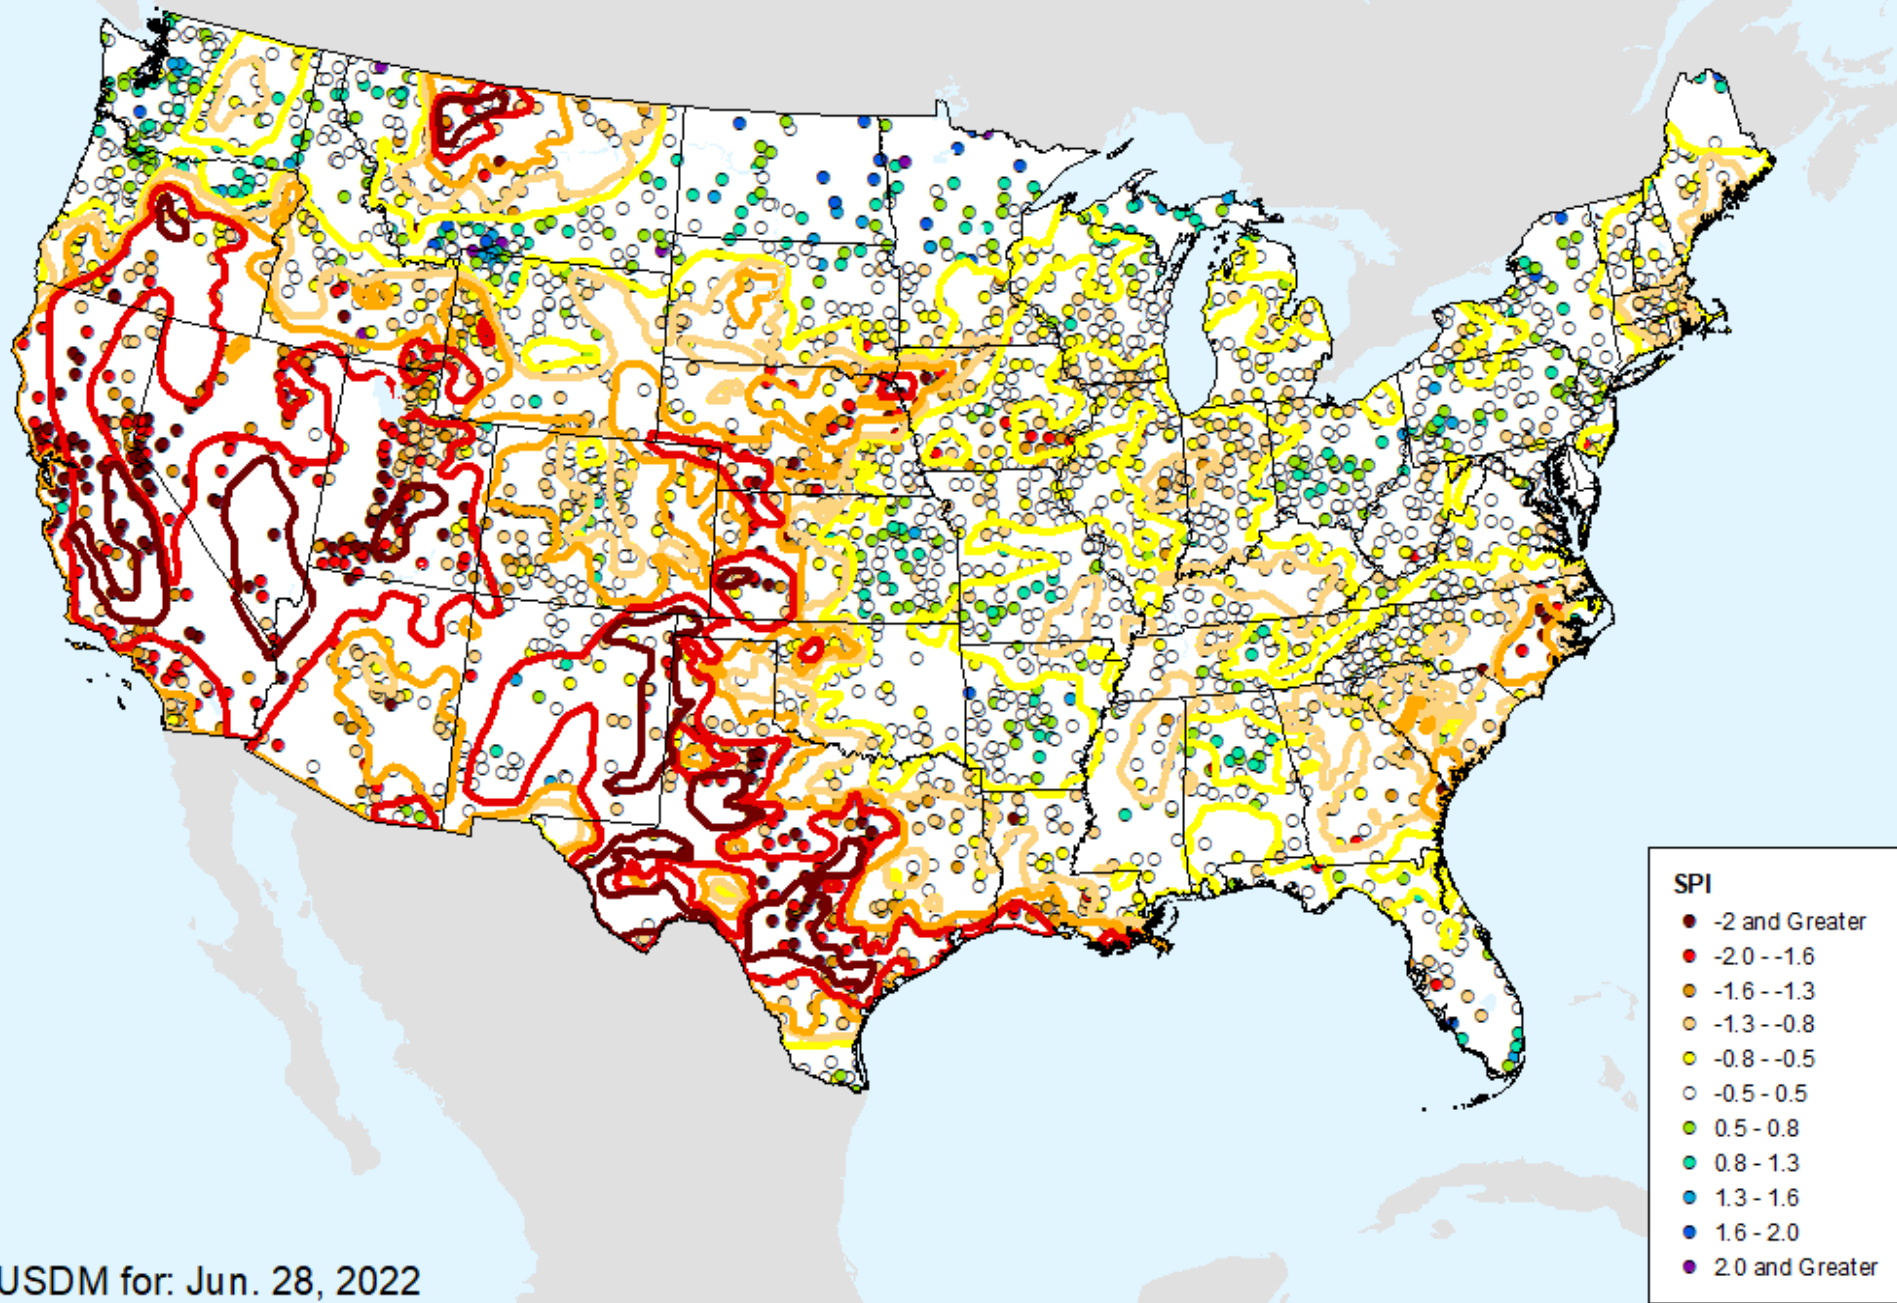 SPI
-2 and Greater
-2.0 - -1.6
-1.6 - -1.3
-1.3 - -0.8
-0.8 - -0.5
-0.5 - 0.5
0.5 - 0.8
0.8 - 1.3
1.3 - 1.6
1.6 - 2.0
2.0 and Greater
USDM for: Jun. 28, 2022